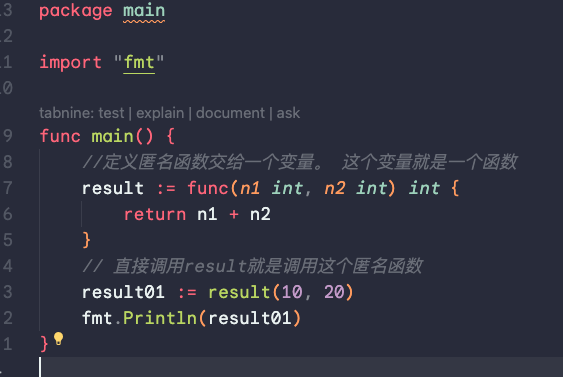 13 package main
12
11 import "fmt"
10
tabnine: test | explain | document | ask
9 func main() {
8 //定义匿名函数交给一个变量。 这个变量就是一个函数
7 result := func(n1 int, n2 int) int {
6 return n1 + n2
5 }
4 // 直接调用result就是调用这个匿名函数
3 result01 := result(10, 20)
2 fmt.Println(result01)
1 }